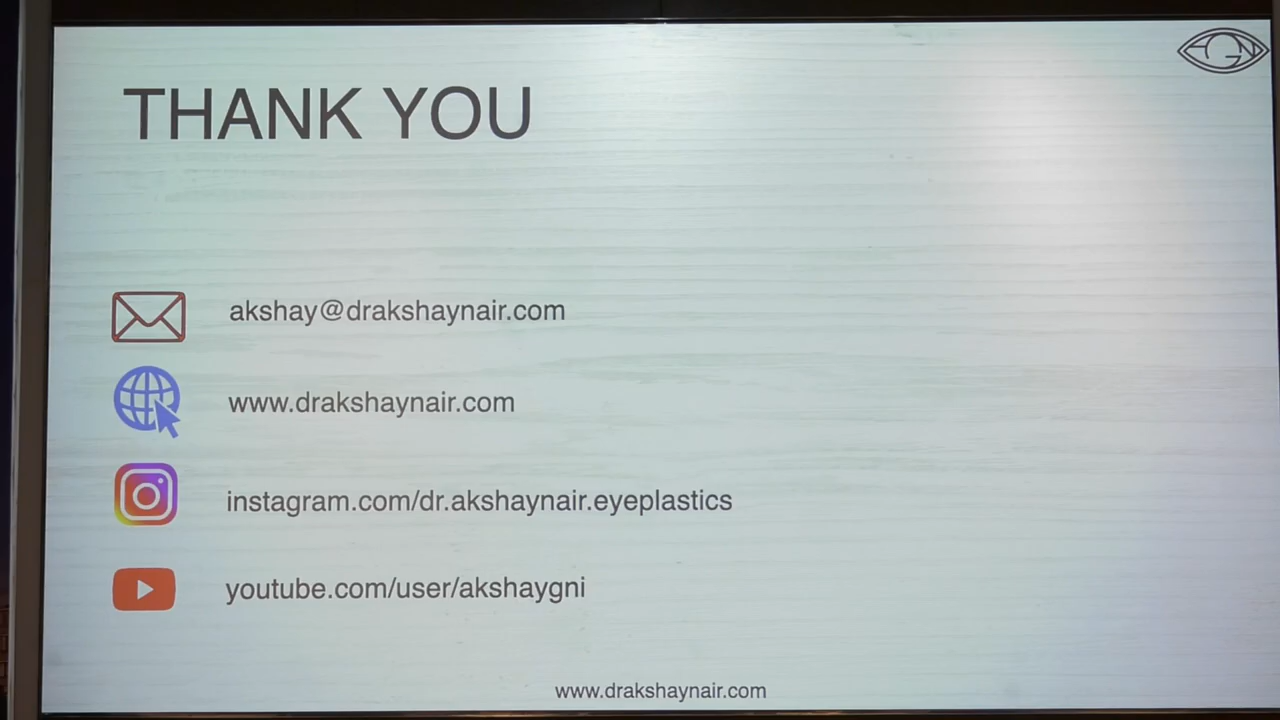 AGN
THANK YOU
akshay@drakshaynair.com
www.drakshaynair.com
instagram.com/dr.akshaynair.eyeplastics
youtube.com/user/akshaygni
www.drakshaynair.com